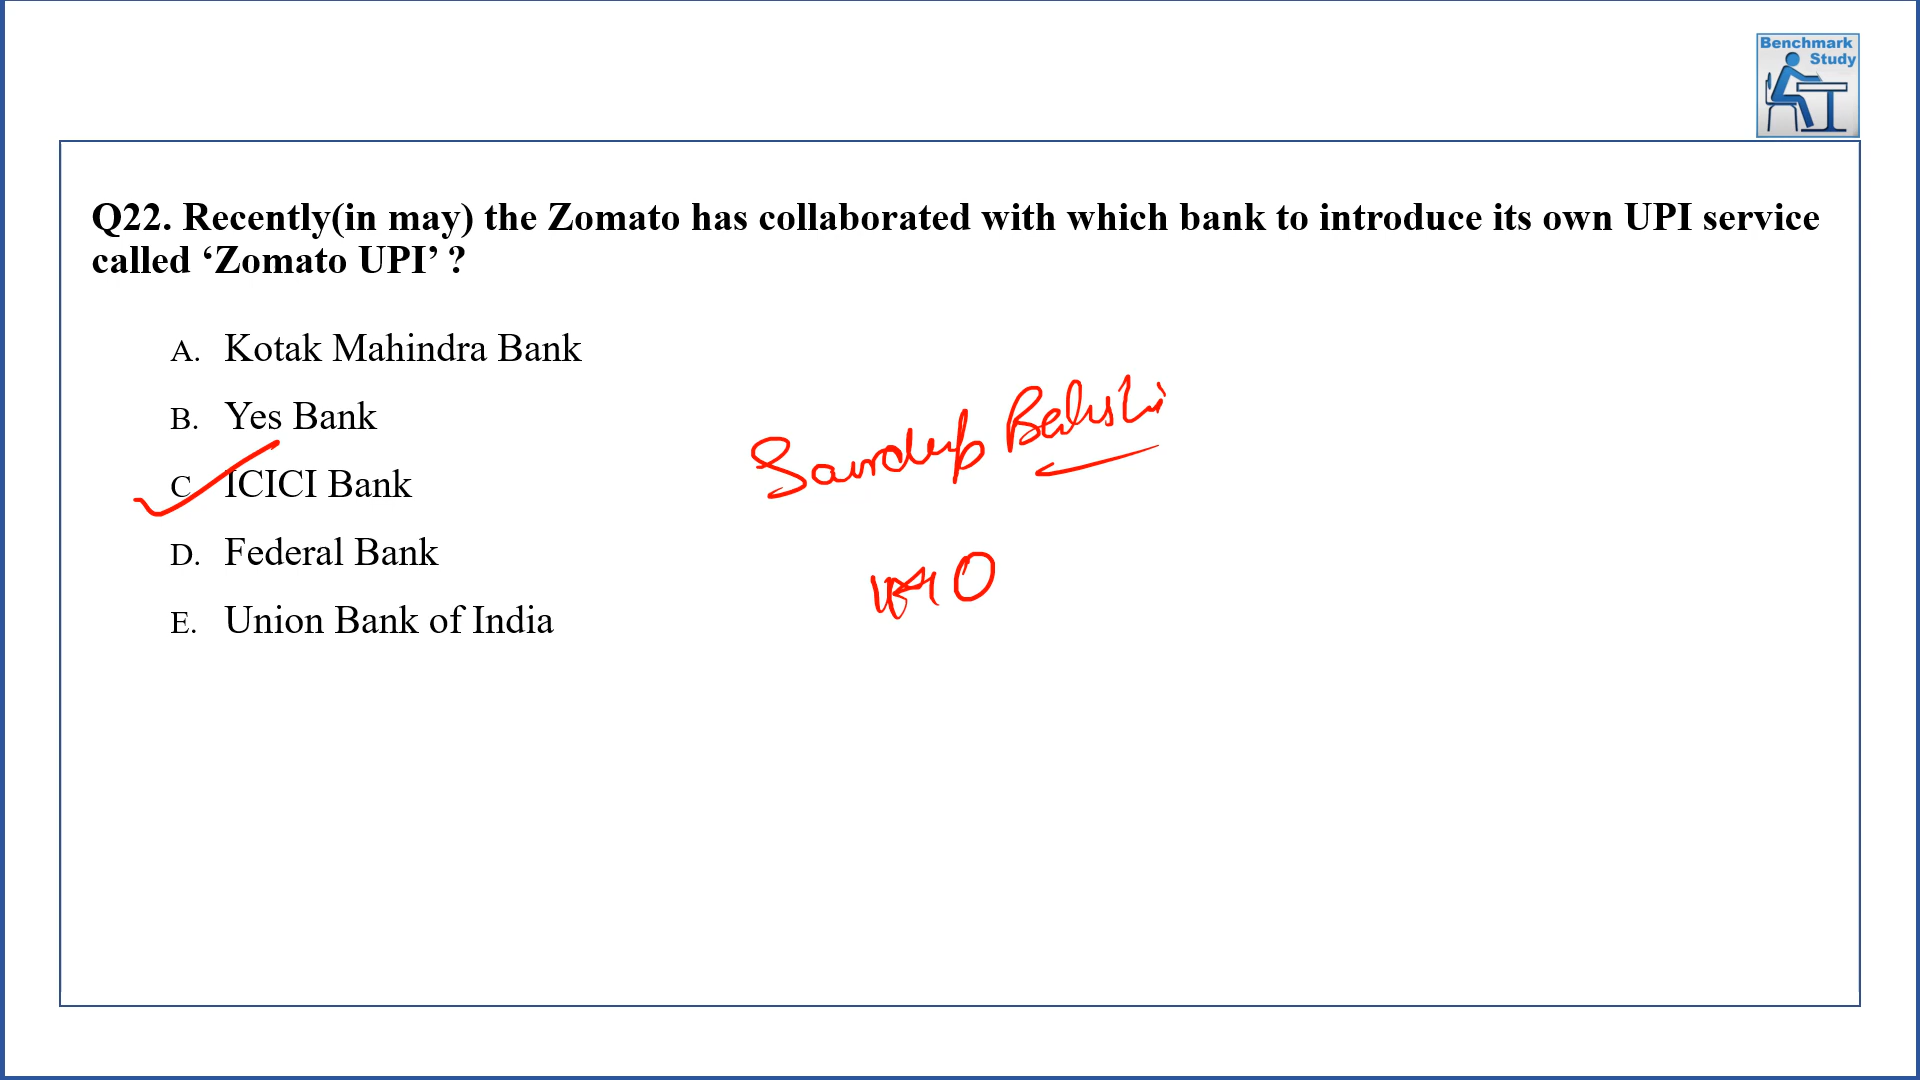 Benchmark
Study
Q22. Recently(in may) the Zomato has collaborated with which bank to introduce its own UPI service
called ‘Zomato UPI’ ?
A. Kotak Mahindra Bank
B. Yes Bank
C ICICI Bank
D. Federal Bank
E. Union Bank of India
Sandeep Bakshi